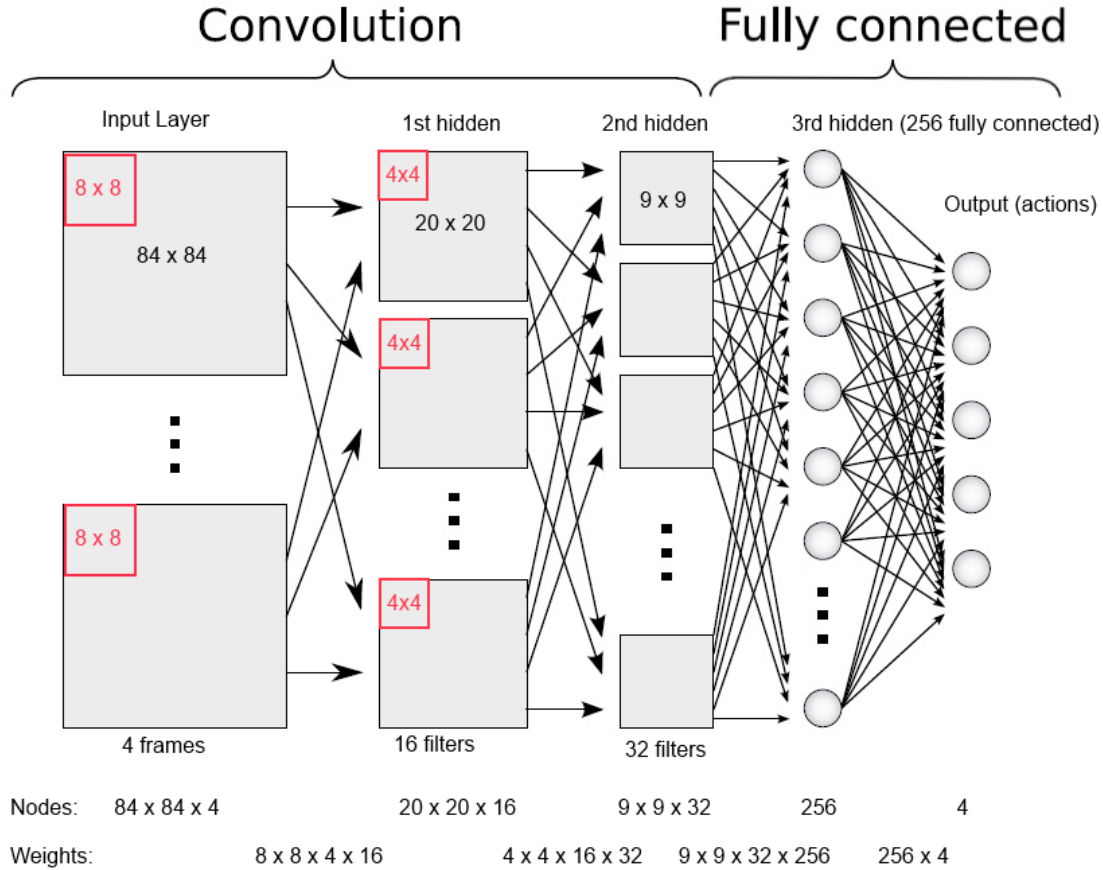 Convolution
Fully connected
Input Layer
1st hidden
2nd hidden
3rd hidden (256 fully connected)
Output (actions)
8 x 8
84 x 84
4x4
20 x 20
9 x 9
4x4
8 x 8
4x4
4 frames
16 filters
32 filters
Nodes: 84 x 84 x 4 20 x 20 x 16 9 x 9 x 32 256 4
Weights: 8 x 8 x 4 x 16 4 x 4 x 16 x 32 9 x 9 x 32 x 256 256 x 4